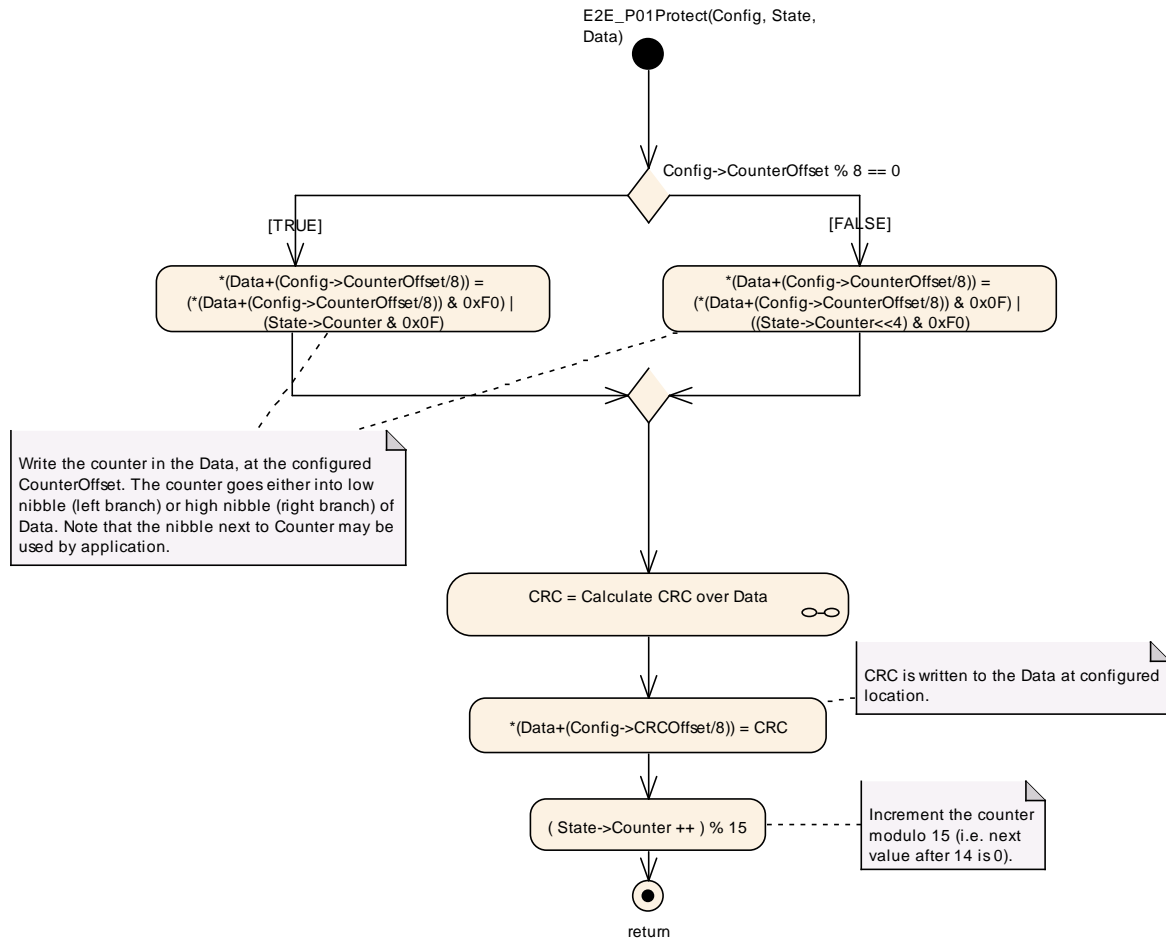 E2E_P01Protect(Config, State,
Data)
Config->CounterOffset % 8 == 0
[TRUE]
[FALSE]
*(Data+(Config->CounterOffset/8)) =
(*(Data+(Config->CounterOffset/8)) & 0xF0) |
(State->Counter & 0x0F)
*(Data+(Config->CounterOffset/8)) =
(*(Data+(Config->CounterOffset/8)) & 0x0F) |
((State->Counter<<4) & 0xF0)
Write the counter in the Data, at the configured
CounterOffset. The counter goes either into low
nibble (left branch) or high nibble (right branch) of
Data. Note that the nibble next to Counter may be
used by application.
CRC = Calculate CRC over Data
CRC is written to the Data at configured
location.
*(Data+(Config->CRCOffset/8)) = CRC
( State->Counter ++ ) % 15
Increment the counter
modulo 15 (i.e. next
value after 14 is 0).
return